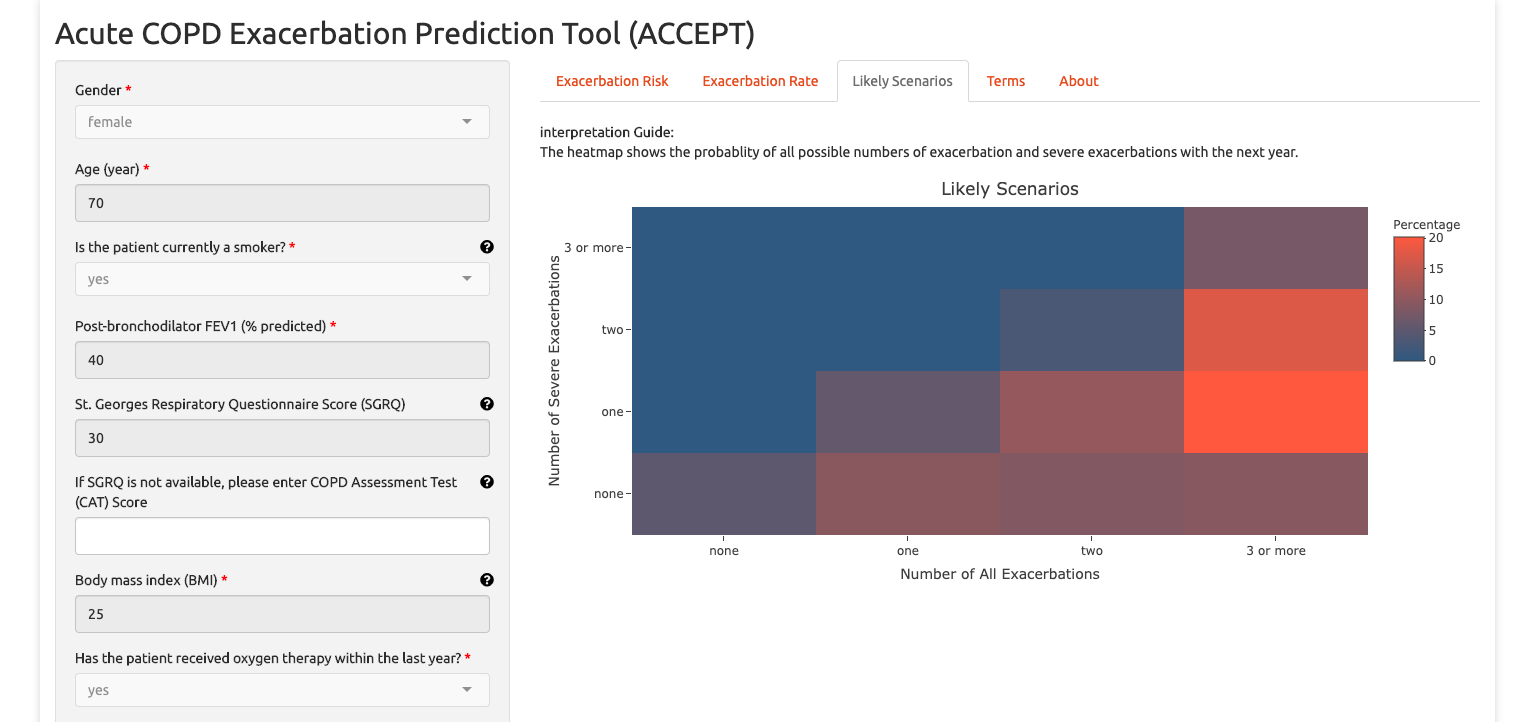 Acute COPD Exacerbation Prediction Tool (ACCEPT)
Gender *
female
Age (year) *
70
Is the patient currently a smoker? *
yes
Post-bronchodilator FEV1 (% predicted) *
40
St. Georges Respiratory Questionnaire Score (SGRQ)
30
If SGRQ is not available, please enter COPD Assessment Test
(CAT) Score
Body mass index (BMI) *
25
Has the patient received oxygen therapy within the last year? *
yes
Exacerbation Risk
Exacerbation Rate
Likely Scenarios
Terms
About
interpretation Guide:
The heatmap shows the probablity of all possible numbers of exacerbation and severe exacerbations with the next year.
Likely Scenarios
Number of Severe Exacerbations
3 or more
two
one
none
none
one
two
3 or more
Number of All Exacerbations
Percentage
20
15
10
5
0